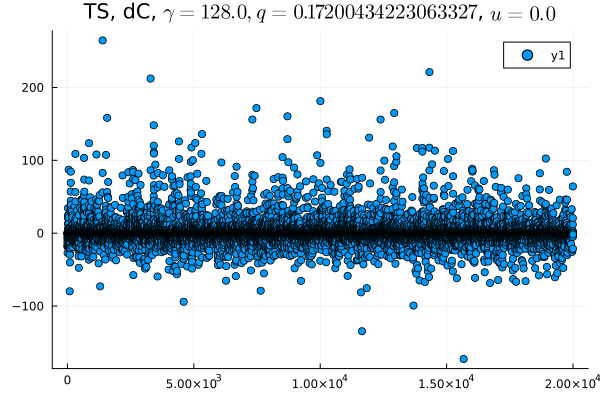 TS, dC, γ = 128.0, q = 0.17200434223063327, u = 0.0
y1
200
100
0
−100
0 5.00×10³ 1.00×10⁴ 1.50×10⁴ 2.00×10⁴